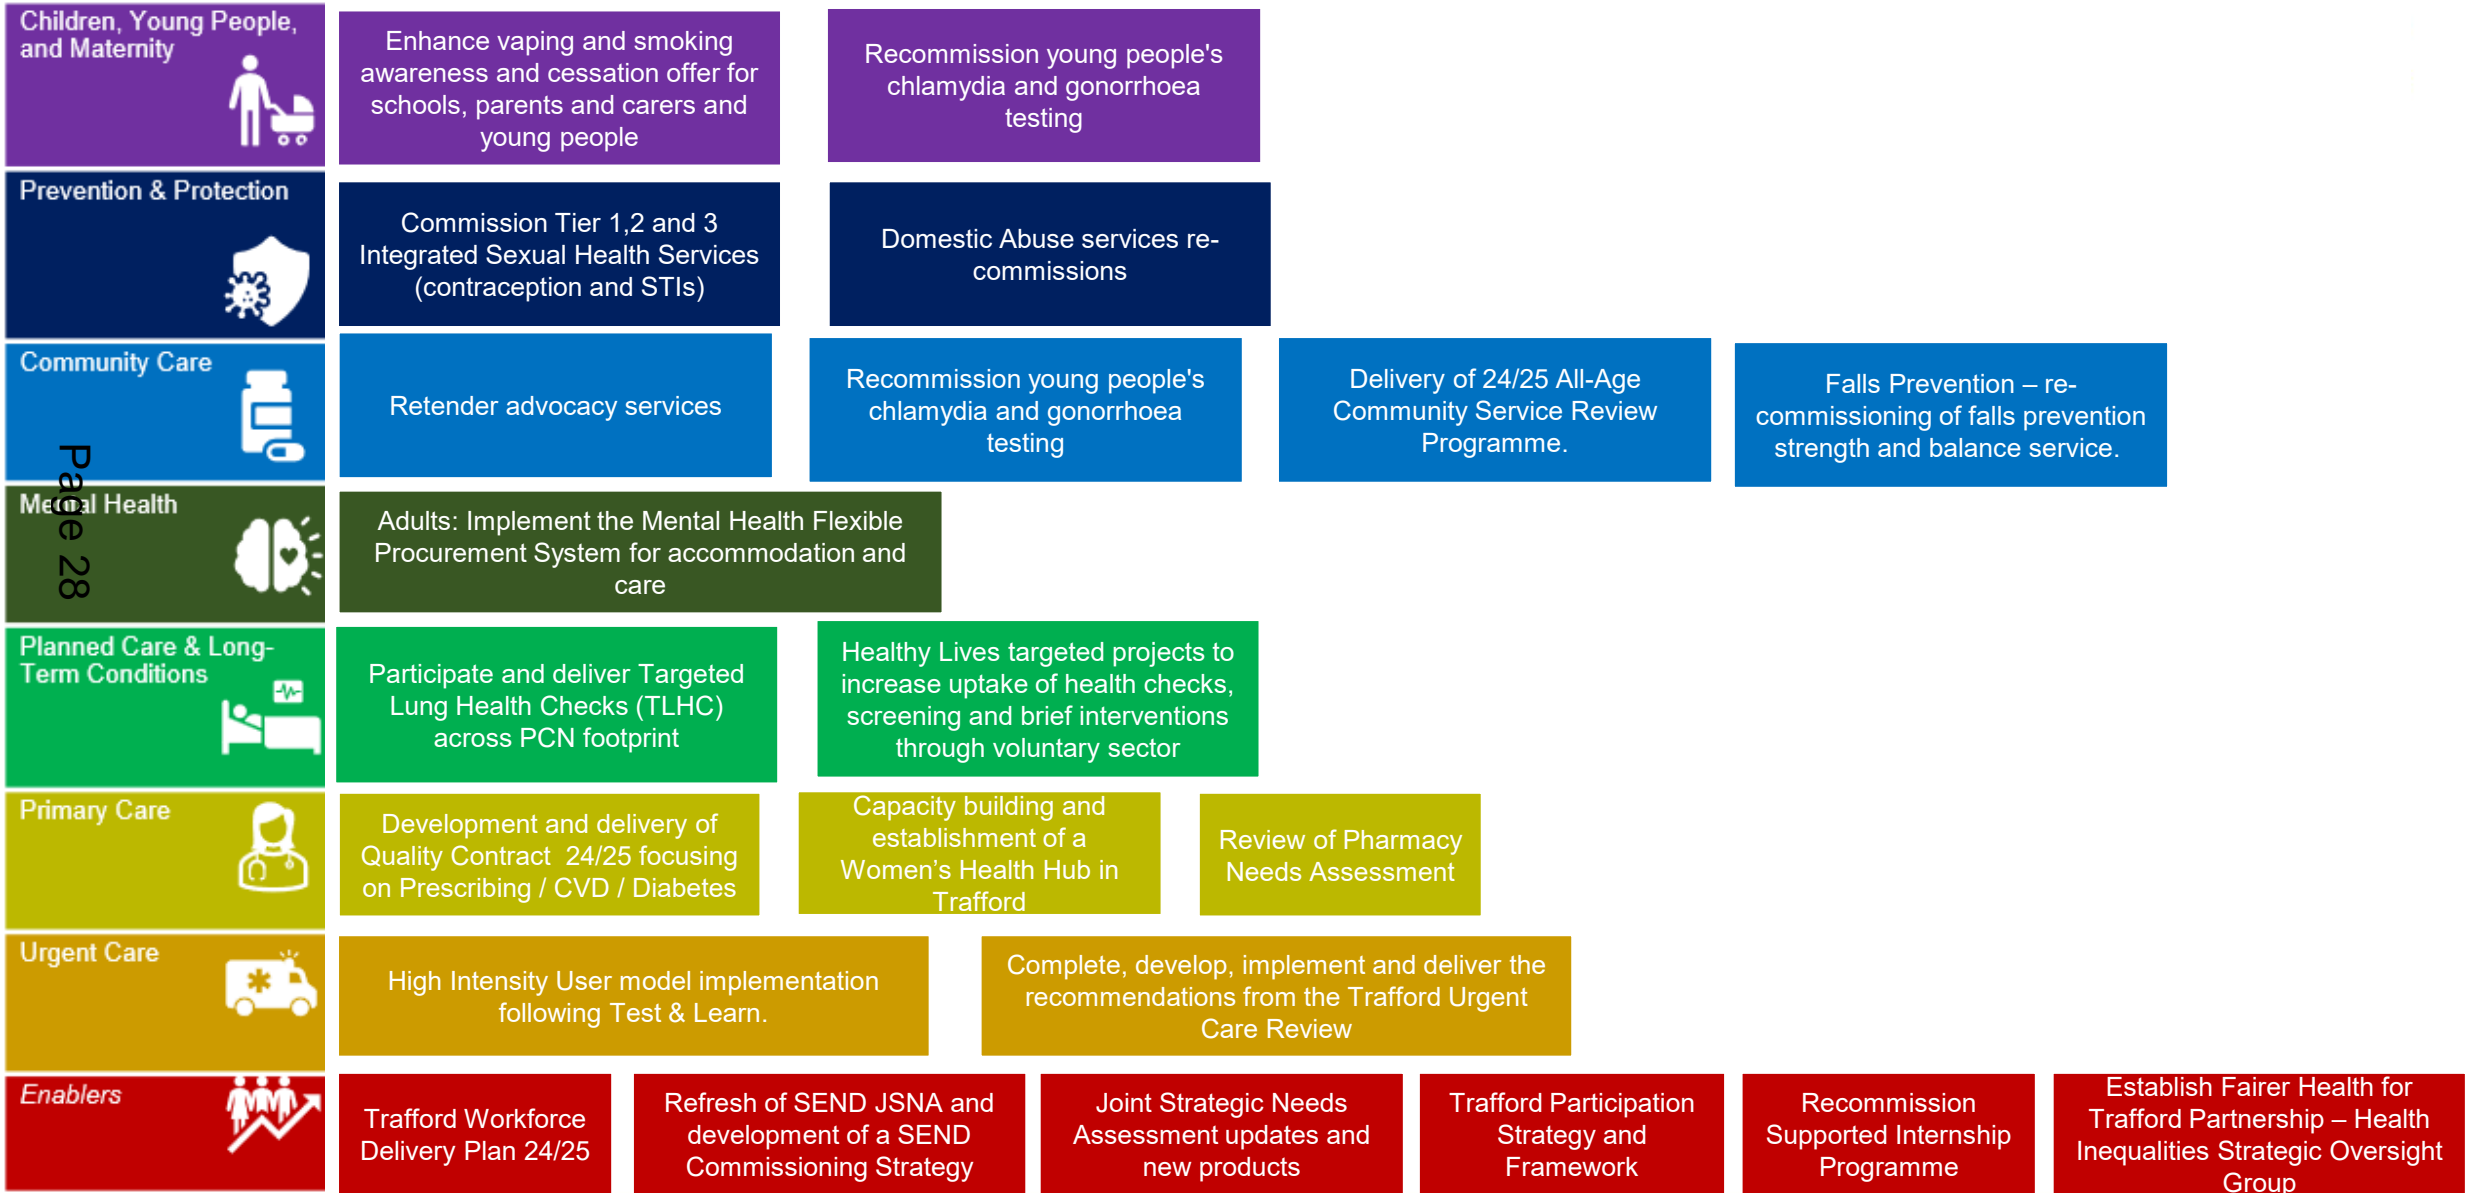 Children, Young People,
and Maternity
Enhance vaping and smoking
awareness and cessation offer for
schools, parents and carers and
young people
Recommission young people's
chlamydia and gonorrhoea
testing
Prevention & Protection
Commission Tier 1,2 and 3
Integrated Sexual Health Services
(contraception and STIs)
Domestic Abuse services re-
commissions
Community Care
Retender advocacy services
Recommission young people's
chlamydia and gonorrhoea
testing
Delivery of 24/25 All-Age
Community Service Review
Programme.
Falls Prevention – re-
commissioning of falls prevention
strength and balance service.
Page 28
Mental Health
Adults: Implement the Mental Health Flexible
Procurement System for accommodation and
care
Planned Care & Long-
Term Conditions
Participate and deliver Targeted
Lung Health Checks (TLHC)
across PCN footprint
Healthy Lives targeted projects to
increase uptake of health checks,
screening and brief interventions
through voluntary sector
Primary Care
Development and delivery of
Quality Contract  24/25 focusing
on Prescribing / CVD / Diabetes
Capacity building and
establishment of a
Women’s Health Hub in
Trafford
Review of Pharmacy
Needs Assessment
Urgent Care
High Intensity User model implementation
following Test & Learn.
Complete, develop, implement and deliver the
recommendations from the Trafford Urgent
Care Review
Enablers
Trafford Workforce
Delivery Plan 24/25
Refresh of SEND JSNA and
development of a SEND
Commissioning Strategy
Joint Strategic Needs
Assessment updates and
new products
Trafford Participation
Strategy and
Framework
Recommission
Supported Internship
Programme
Establish Fairer Health for
Trafford Partnership – Health
Inequalities Strategic Oversight
Group